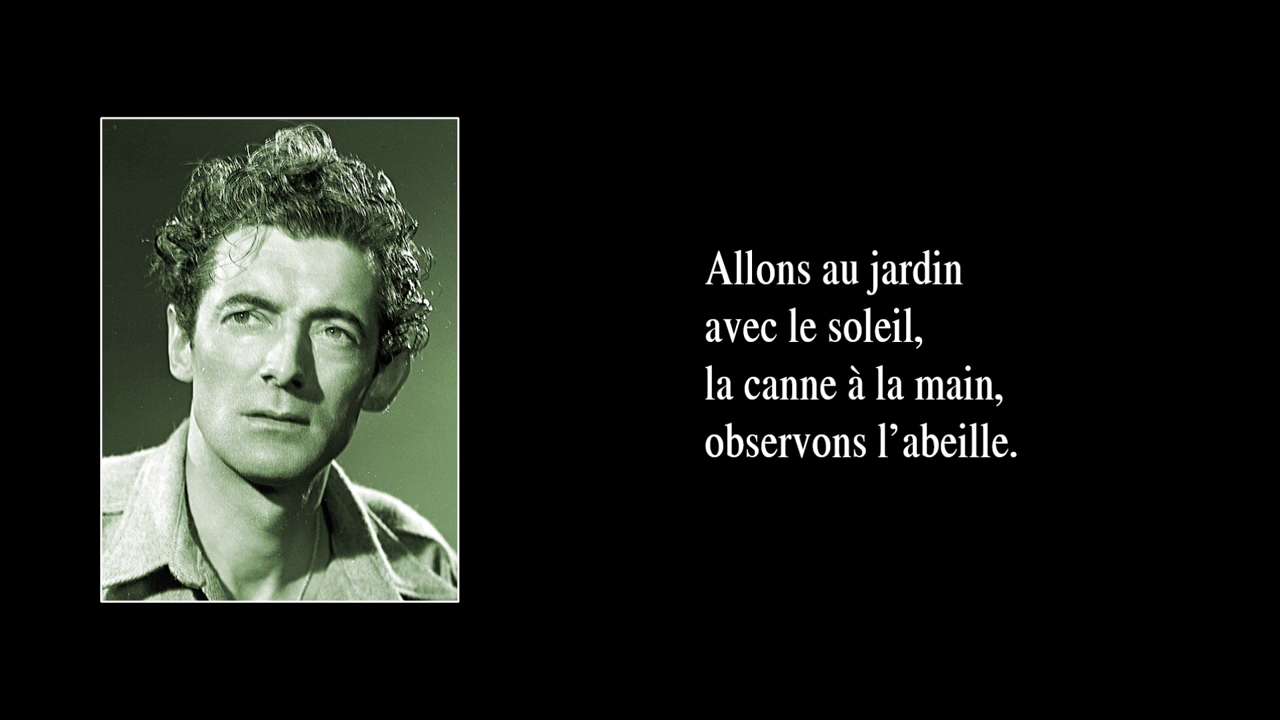 Allons au jardin
avec le soleil,
la canne à la main,
observons l’abeille.